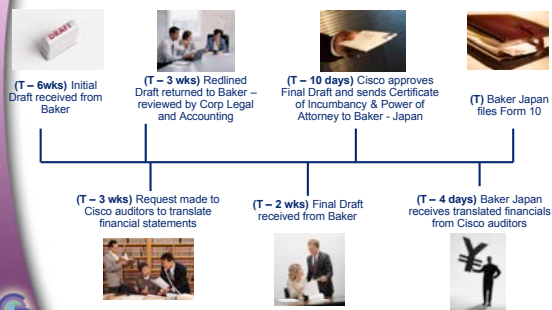 DRAFT
(T – 6wks) Initial
Draft received from
Baker
(T – 3 wks) Redlined
Draft returned to Baker –
reviewed by Corp Legal
and Accounting
(T – 10 days) Cisco approves
Final Draft and sends Certificate
of Incumbancy & Power of
Attorney to Baker - Japan
(T) Baker Japan
files Form 10
(T – 3 wks) Request made to
Cisco auditors to translate
financial statements
(T – 2 wks) Final Draft
received from Baker
(T – 4 days) Baker Japan
receives translated financials
from Cisco auditors
¥